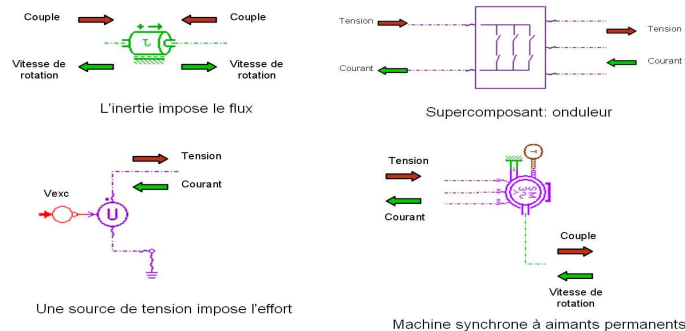 Couple
Couple
Vitesse de
rotation
Vitesse de
rotation
L'inertie impose le flux
Tension
Tension
Courant
Courant
Supercomposant: onduleur
Tension
Courant
Vexc
U
Une source de tension impose l'effort
Tension
Courant
T
SM
Couple
Vitesse de
rotation
Machine synchrone à aimants permanents